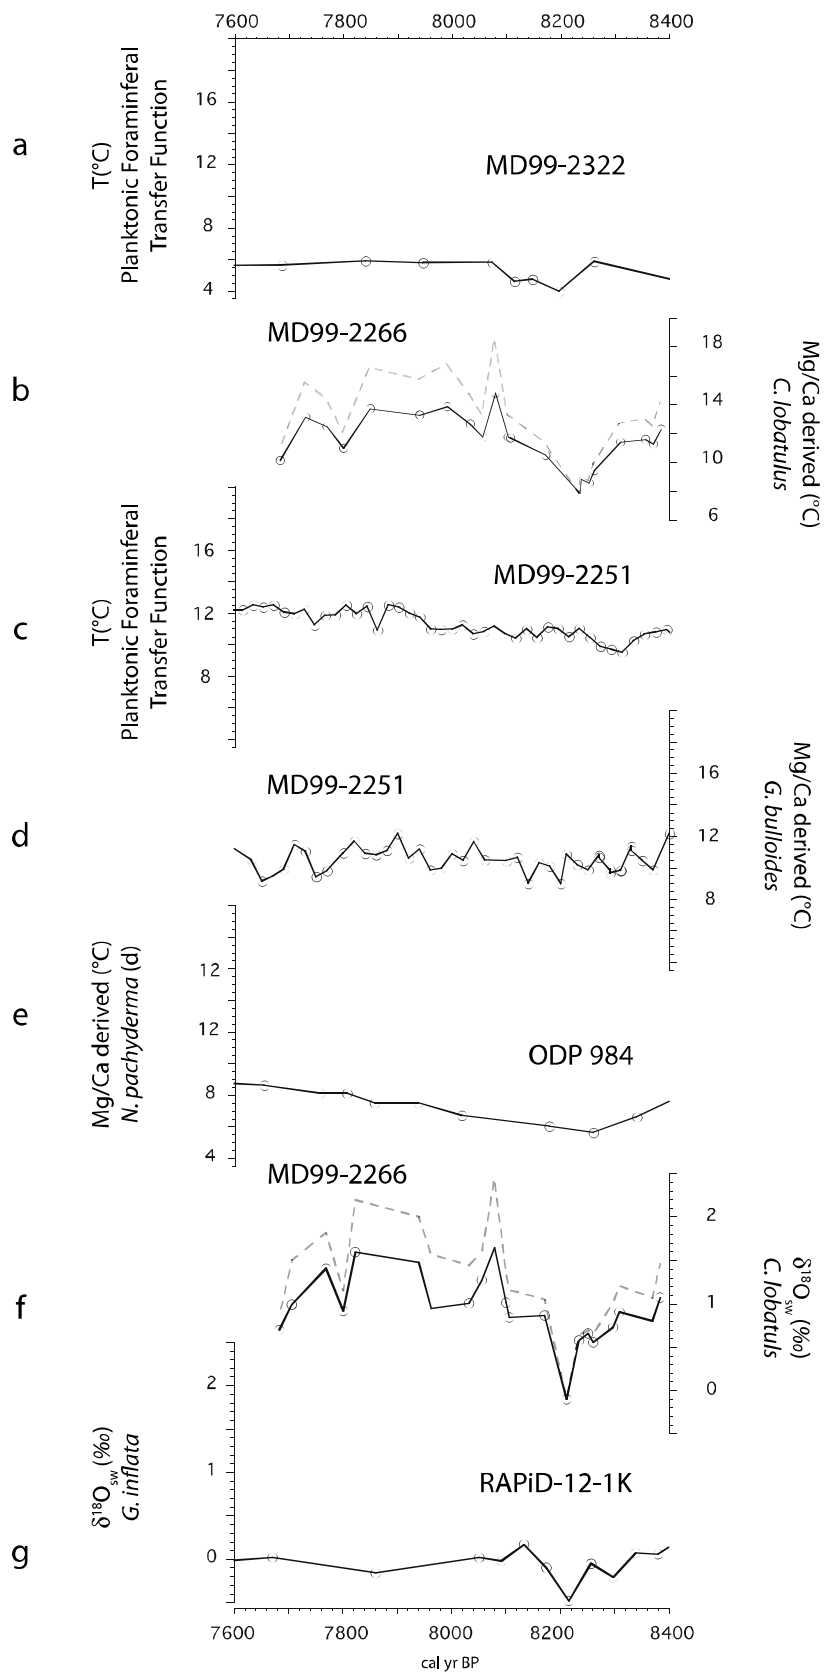 7600 7800 8000 8200 8400
a
T(°C)
Planktonic Foraminferal
Transfer Function
16
12
8
4
MD99-2322
b
MD99-2266
18
14
10
6
Mg/Ca derived (°C)
C. lobatulus
c
T(°C)
Planktonic Foraminferal
Transfer Function
16
12
8
MD99-2251
d
MD99-2251
16
12
8
Mg/Ca derived (°C)
G. bulloides
e
Mg/Ca derived (°C)
N. pachyderma (d)
12
12
8
4
ODP 984
f
MD99-2266
2
1
0
δ18Osw (‰)
C. lobatuls
g
δ18Osw (‰)
G. inflata
2
1
0
RAPiD-12-1K
7600 7800 8000 8200 8400
cal yr BP